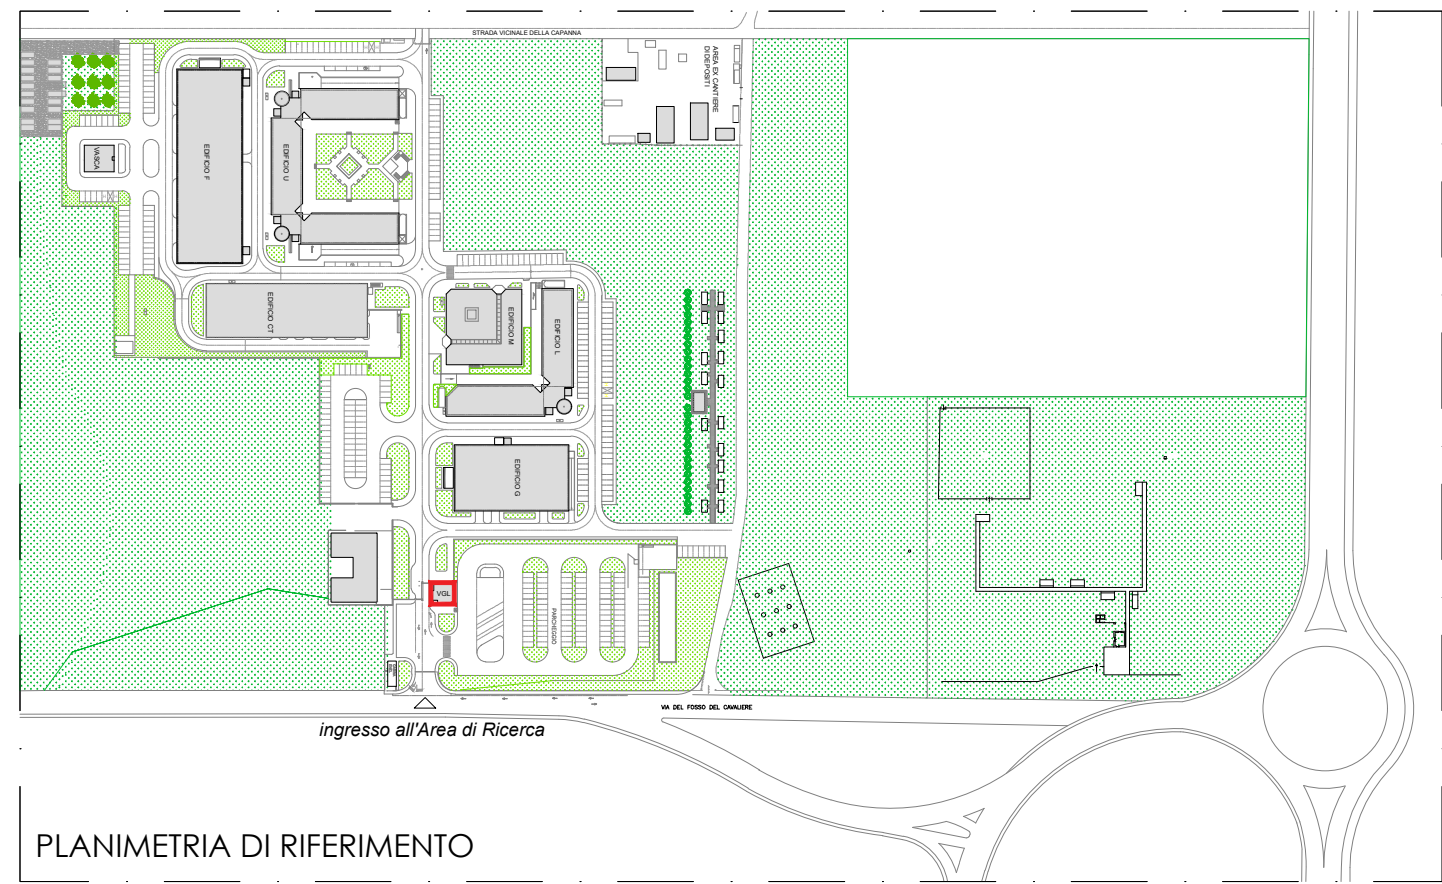 STRADA VICINALE DELLA CAPANNA
AREA EX CANTIERE
DI DEPOSITI
VASCA
EDIFICIO F
EDIFICIO U
EDIFICIO CT
EDIFICIO M
EDIFICIO L
EDIFICIO G
VGL
PARCHEGGIO
VIA DEL FOSSO DEL CAVALIERE
ingresso all'Area di Ricerca
PLANIMETRIA DI RIFERIMENTO